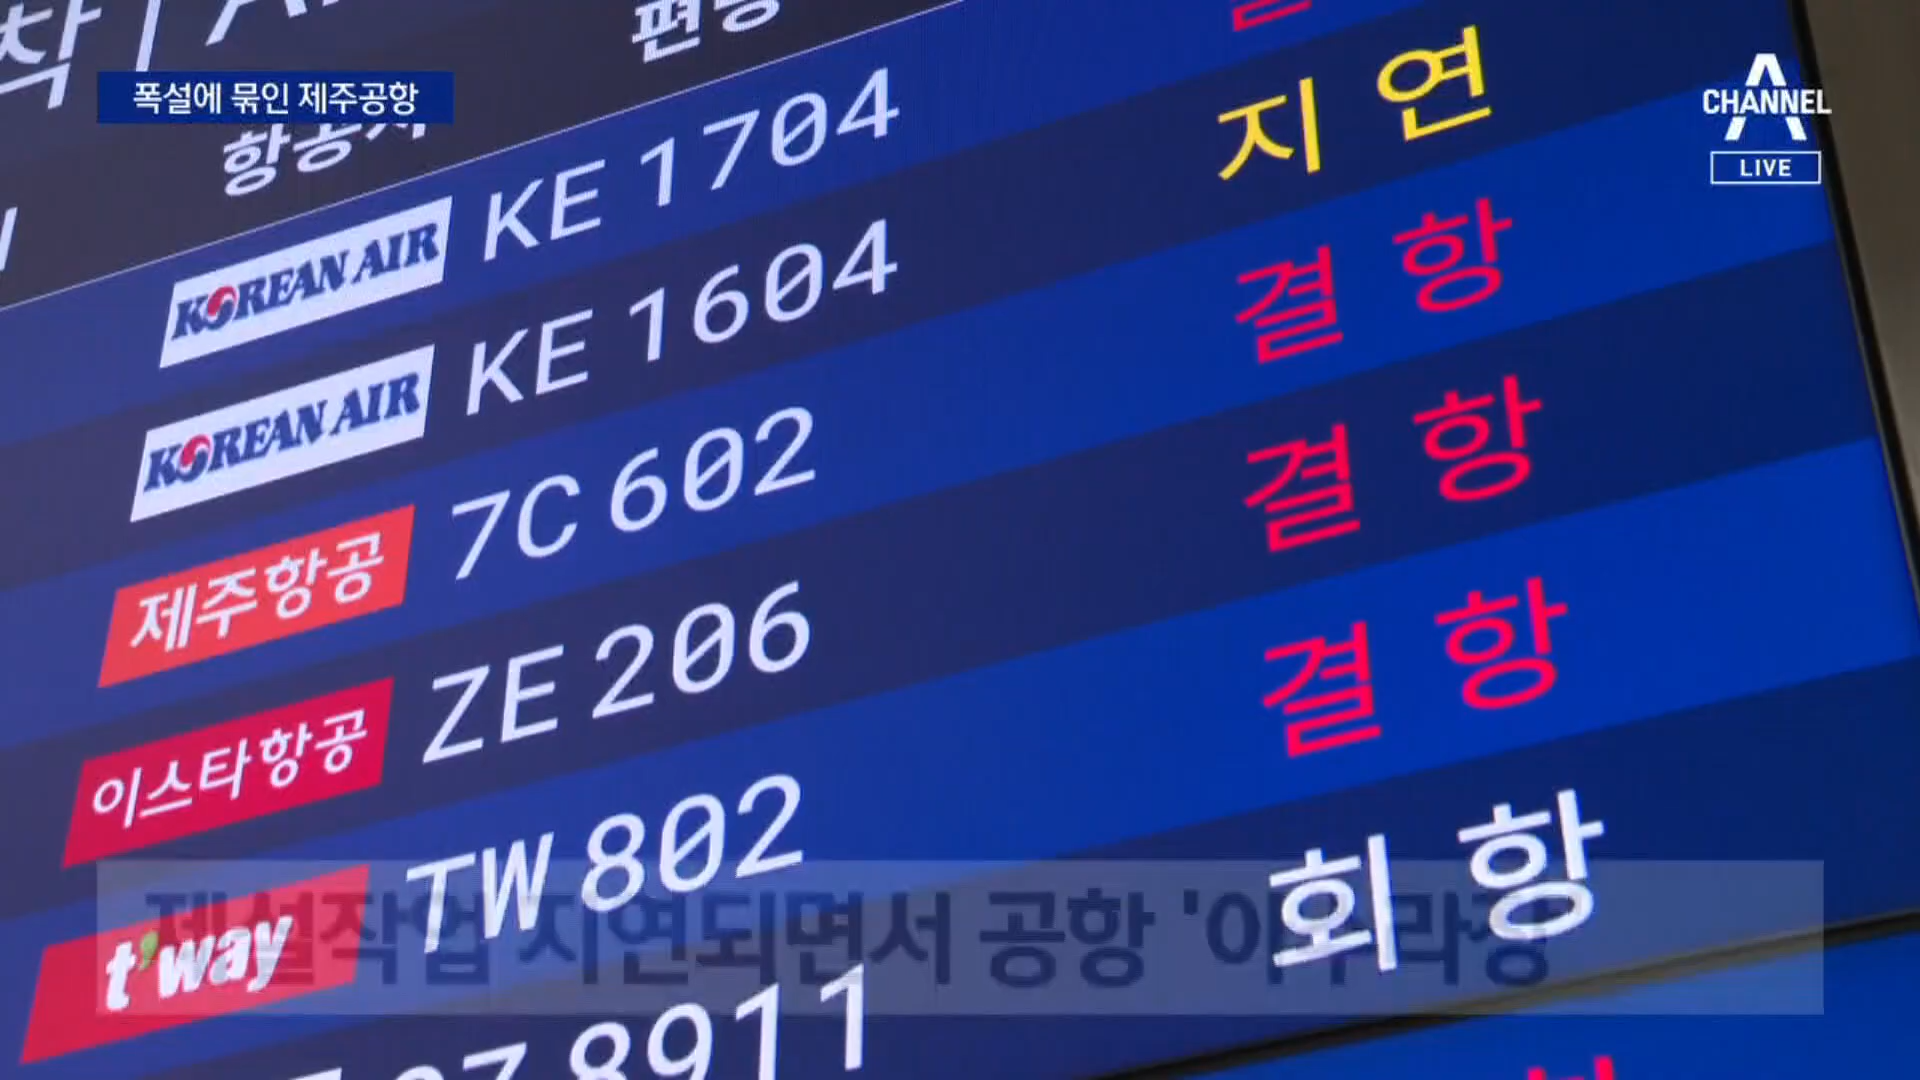 폭설에 묶인 제주공항
CHANNEL A
LIVE
항공사
KOREAN AIR KE 1704 지연
KOREAN AIR KE 1604 결항
제주항공 7C 602 결항
이스타항공 ZE 206 결항
t'way TW 802 회항
8911
제설작업 지연되면서 공항 '아수라장'